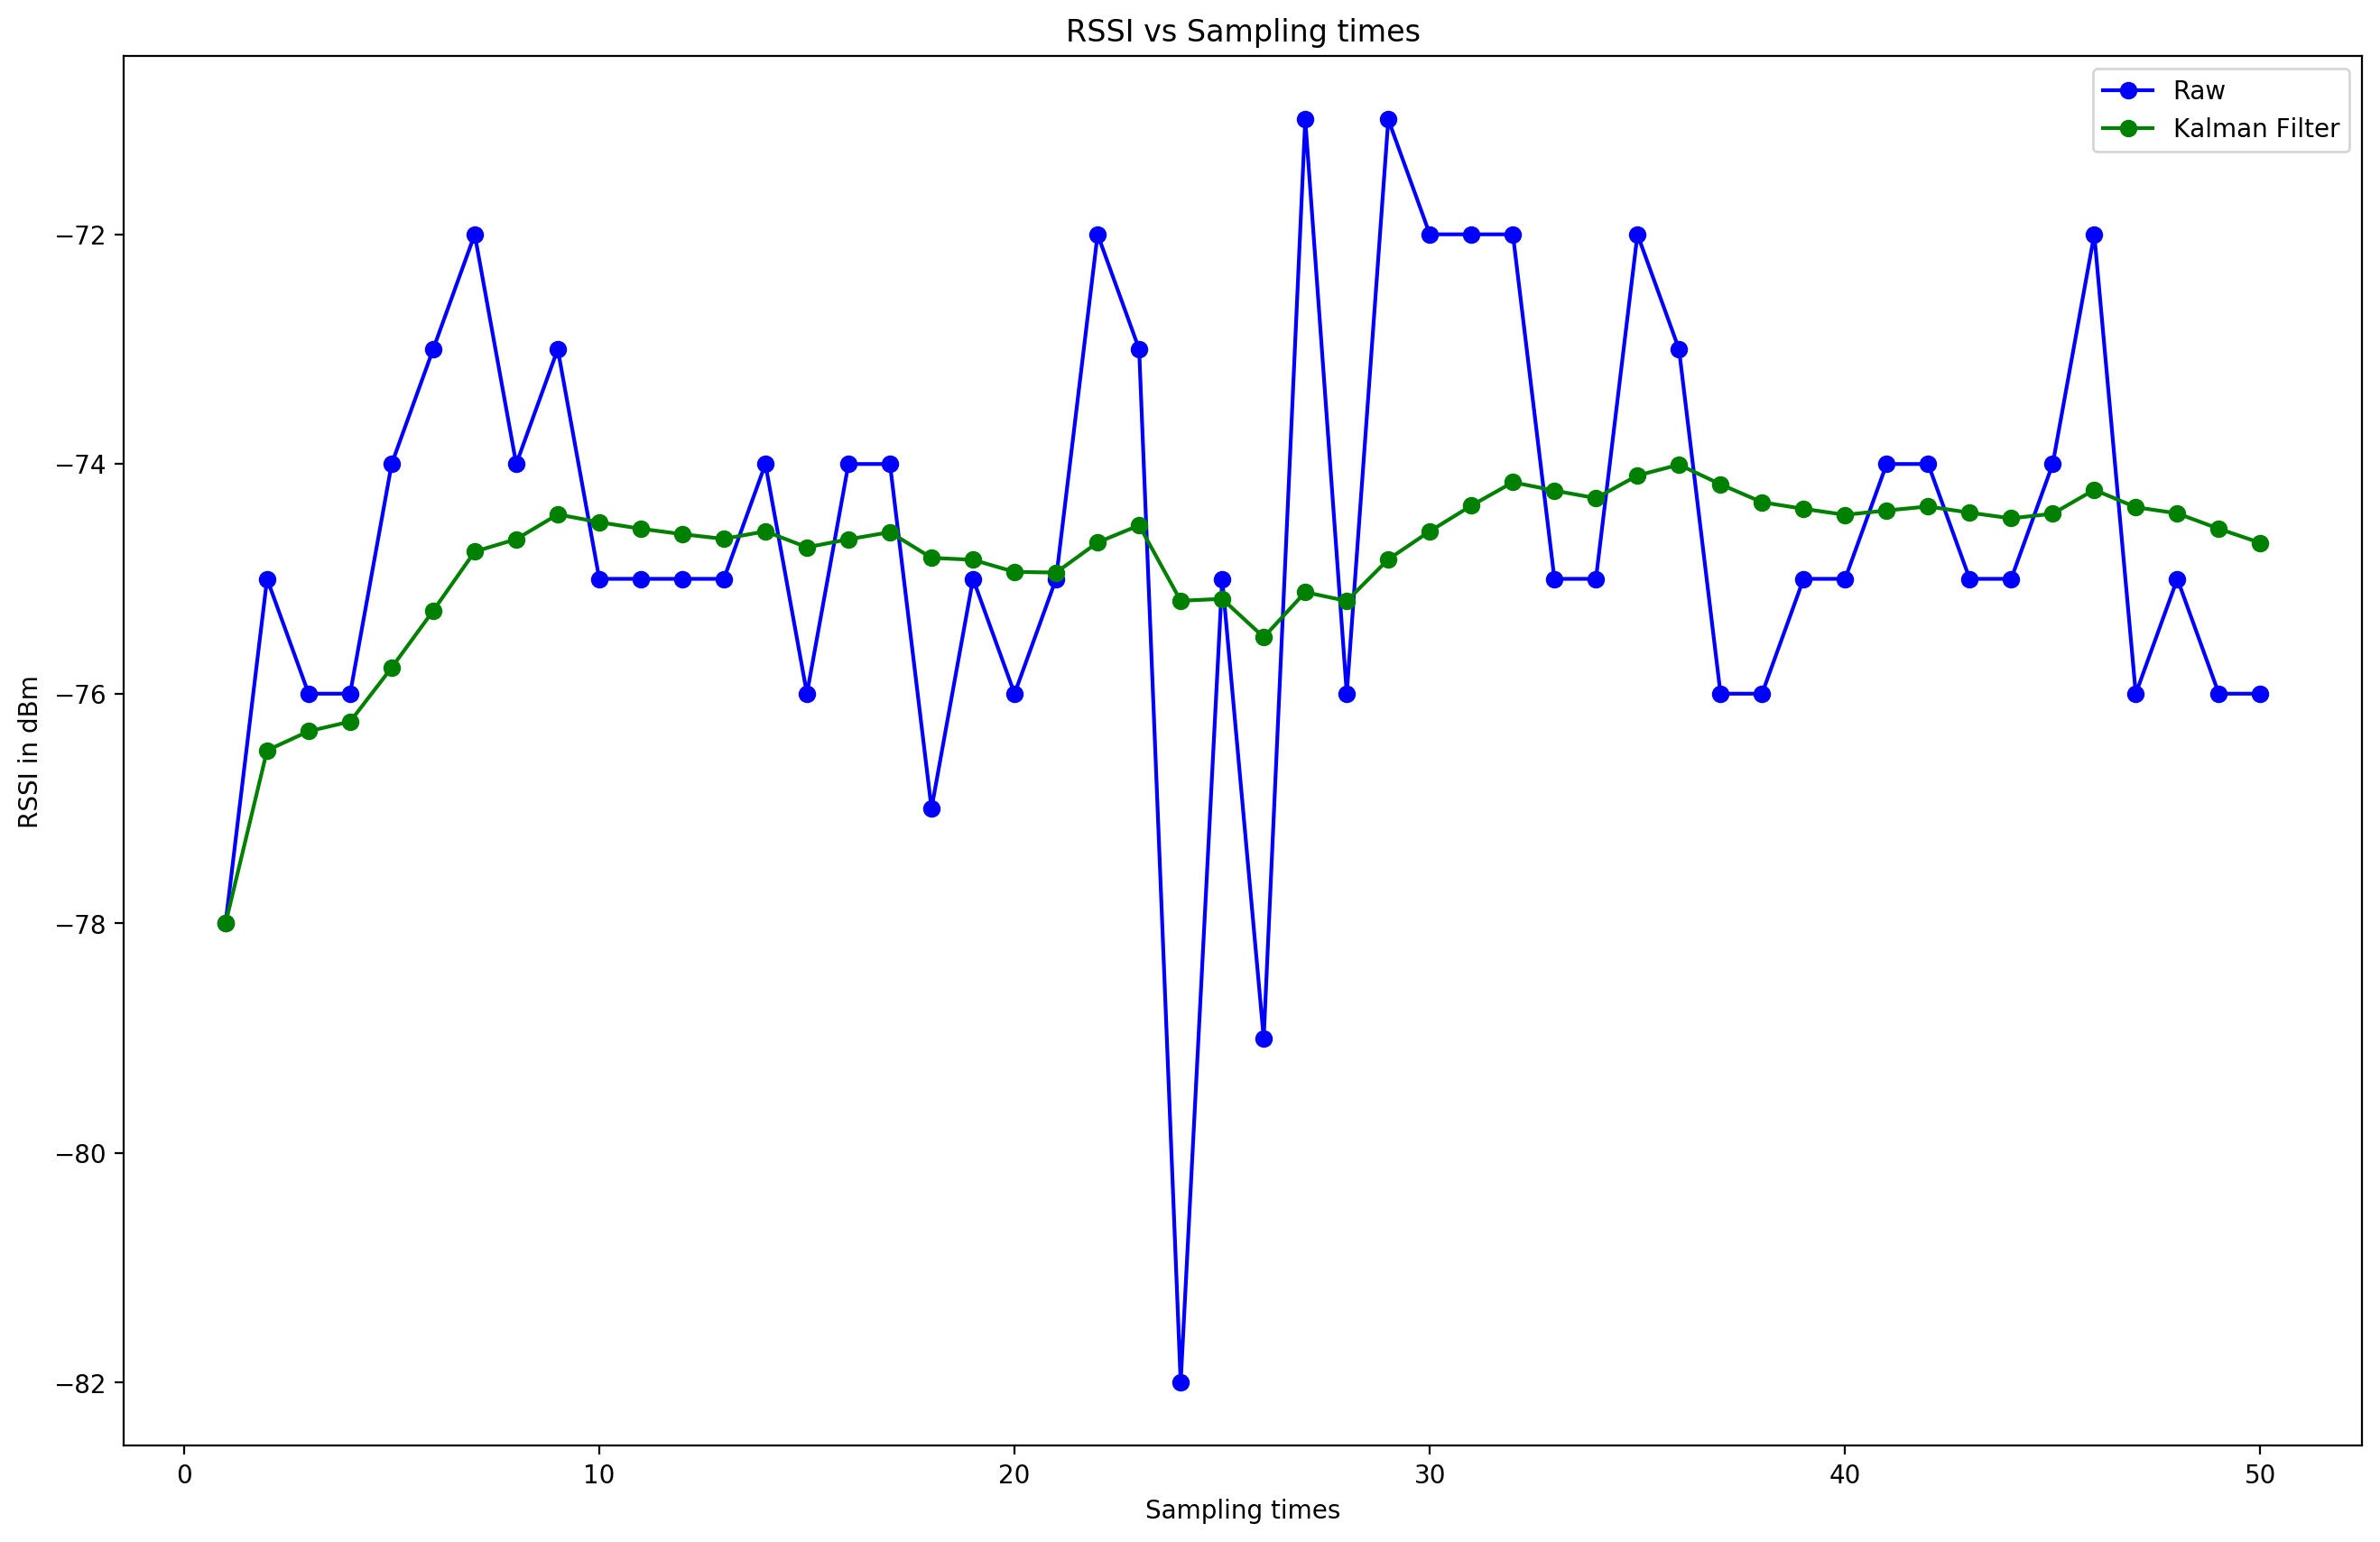 RSSI vs Sampling times
Raw
Kalman Filter
−72
−74
−76
−78
−80
−82
RSSI in dBm
0 10 20 30 40 50
Sampling times